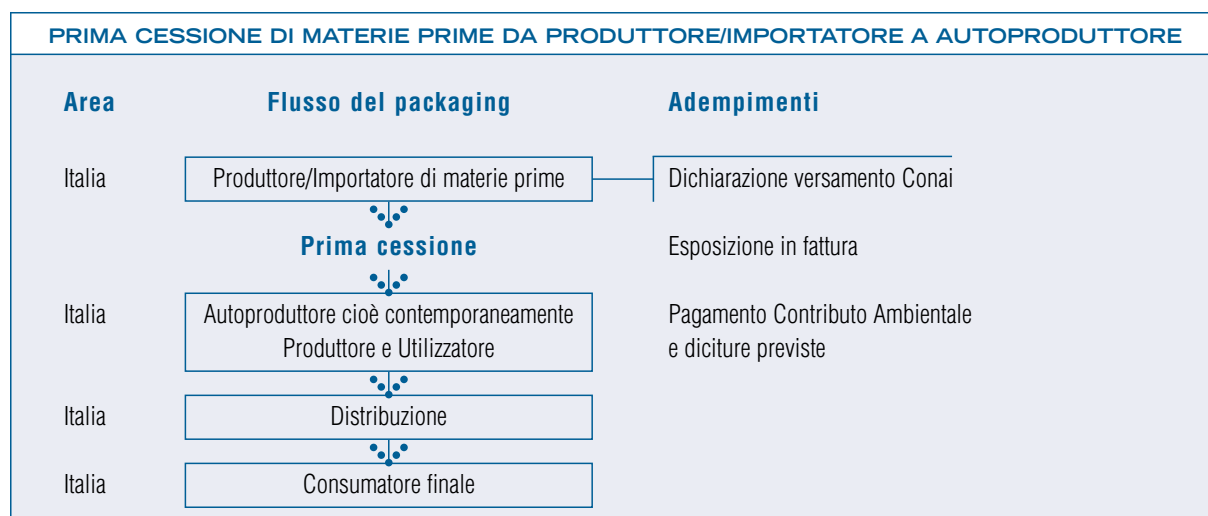 PRIMA CESSIONE DI MATERIE PRIME DA PRODUTTORE/IMPORTATORE A AUTOPRODUTTORE
Area Flusso del packaging Adempimenti
Italia Produttore/Importatore di materie prime Dichiarazione versamento Conai
Prima cessione Esposizione in fattura
Italia Autoproduttore cioè contemporaneamente Pagamento Contributo Ambientale
Produttore e Utilizzatore e diciture previste
Italia Distribuzione
Italia Consumatore finale